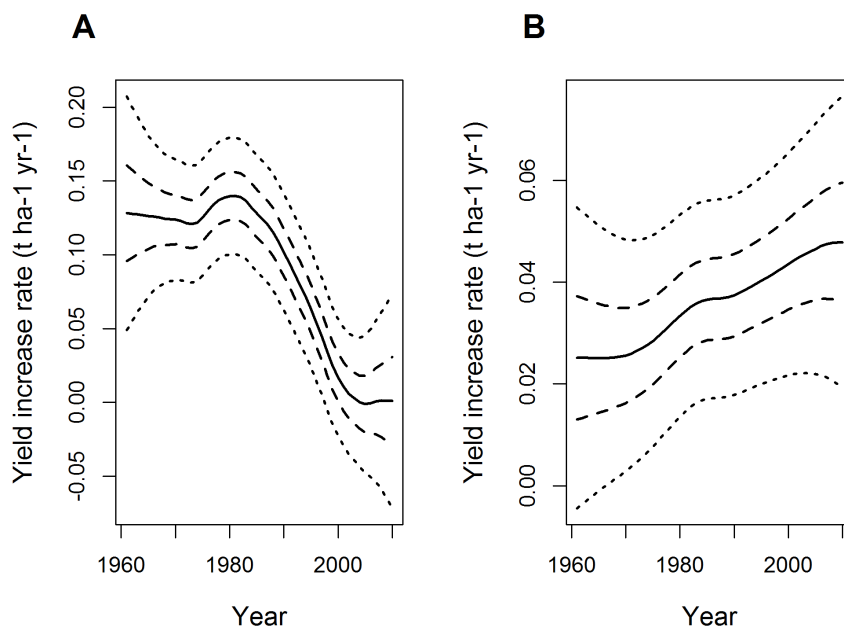 A
B
Yield increase rate (t ha-1 yr-1)
0.20
0.15
0.10
0.05
0.00
-0.05
1960
1980
2000
Year
Yield increase rate (t ha-1 yr-1)
0.06
0.04
0.02
0.00
1960
1980
2000
Year